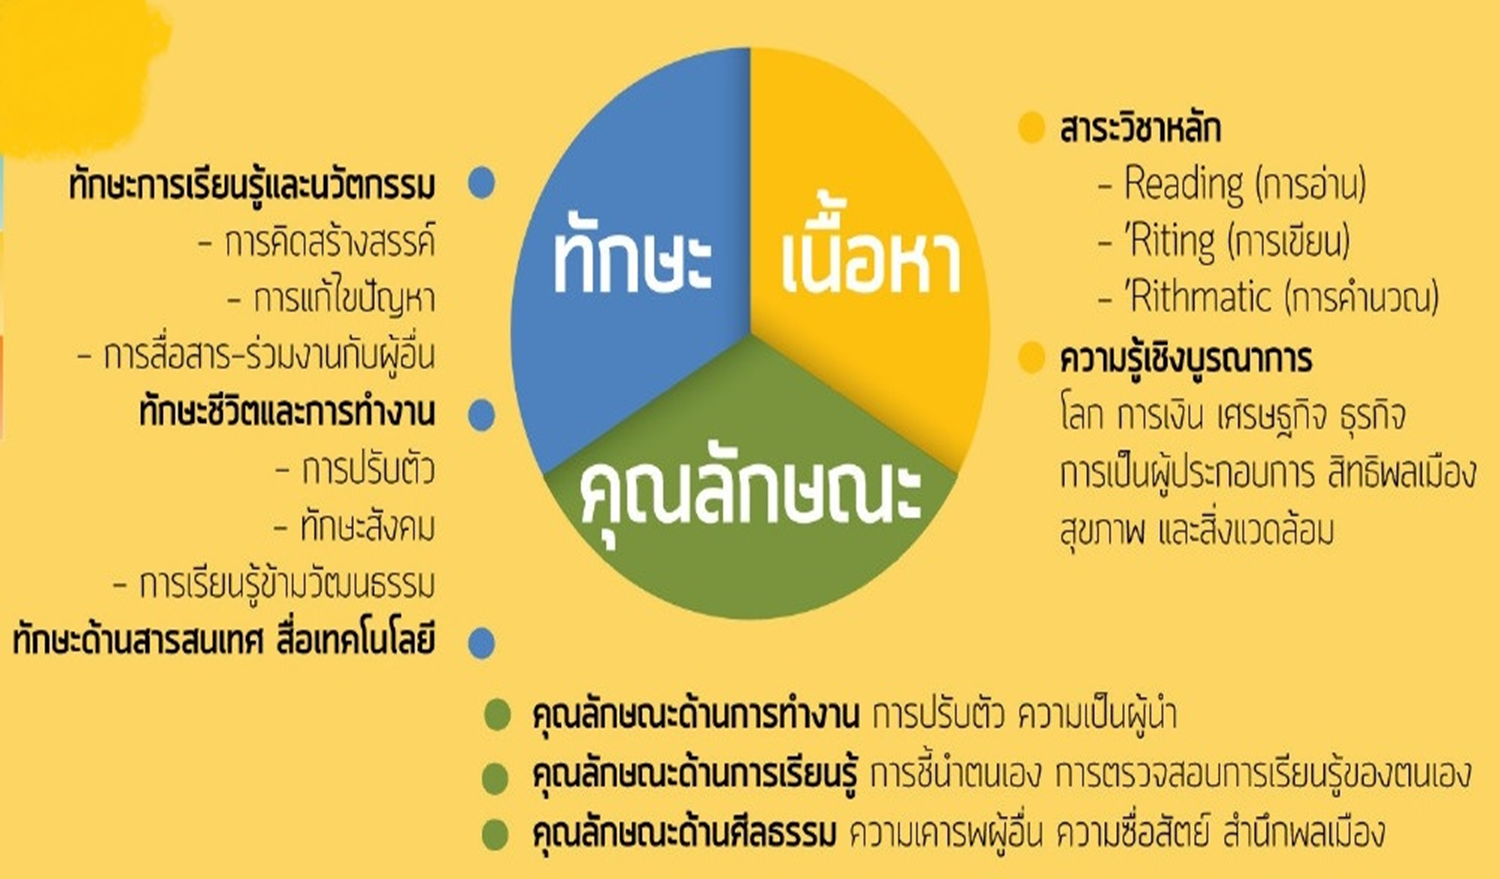 ทักษะการเรียนรู้และนวัตกรรม
- การคิดสร้างสรรค์
- การแก้ไขปัญหา
- การสื่อสาร-ร่วมงานกับผู้อื่น
ทักษะชีวิตและการทำงาน
- การปรับตัว
- ทักษะสังคม
- การเรียนรู้ข้ามวัฒนธรรม
ทักษะด้านสารสนเทศ สื่อเทคโนโลยี
ทักษะ
เนื้อหา
คุณลักษณะ
สาระวิชาหลัก
- Reading (การอ่าน)
- ’Riting (การเขียน)
- ’Rithmatic (การคำนวณ)
ความรู้เชิงบูรณาการ
โลก การเงิน เศรษฐกิจ ธุรกิจ
การเป็นผู้ประกอบการ สิทธิพลเมือง
สุขภาพ และสิ่งแวดล้อม
คุณลักษณะด้านการทำงาน การปรับตัว ความเป็นผู้นำ
คุณลักษณะด้านการเรียนรู้ การชี้นำตนเอง การตรวจสอบการเรียนรู้ของตนเอง
คุณลักษณะด้านศีลธรรม ความเคารพผู้อื่น ความซื่อสัตย์ สำนึกพลเมือง